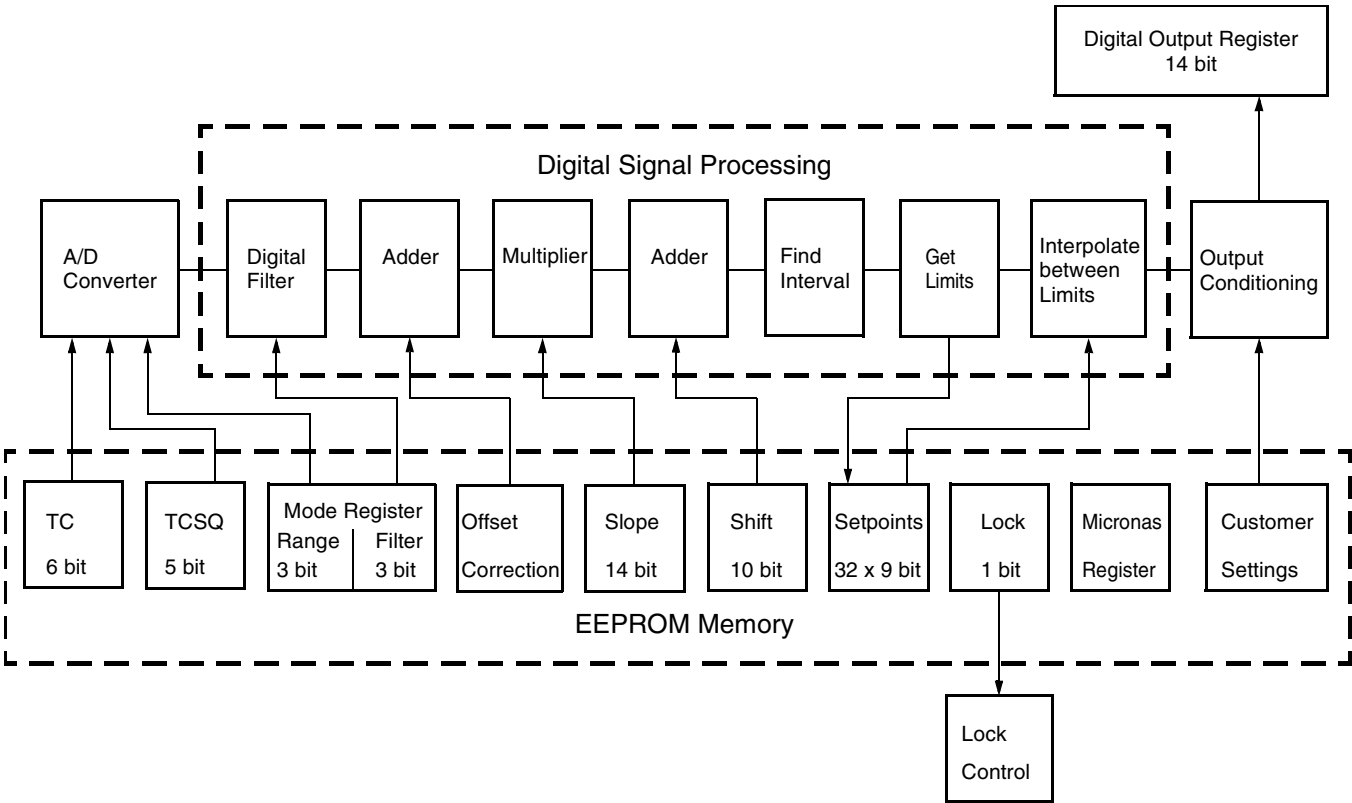 Digital Output Register
14 bit
Digital Signal Processing
A/D
Converter
Digital
Filter
Adder
Multiplier
Adder
Find
Interval
Get
Limits
Interpolate
between
Limits
Output
Conditioning
TC
6 bit
TCSQ
5 bit
Mode Register
Range
3 bit
Filter
3 bit
Offset
Correction
Slope
14 bit
Shift
10 bit
Setpoints
32 x 9 bit
Lock
1 bit
Micronas
Register
Customer
Settings
EEPROM Memory
Lock
Control